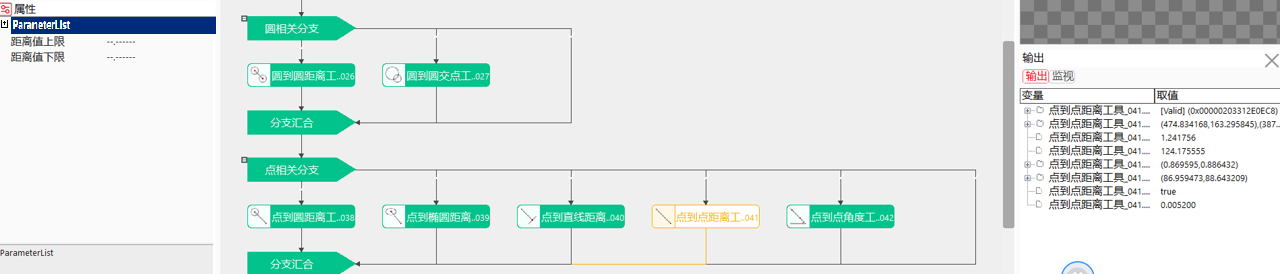 属性
ParameterList
距离值上限 --.------
距离值下限 --.------
ParameterList
圆相关分支
圆到圆距离工..026
圆到圆交点工..027
分支汇合
点相关分支
点到圆距离工..038
点到椭圆距离..039
点到直线距离..040
点到点距离工..041
点到点角度工..042
分支汇合
输出
输出 监视
变量 取值
点到点距离工具_041.... [Valid] (0x00000203312E0EC8)
点到点距离工具_041.... (474.834168,163.295845),(387...
点到点距离工具_041.... 1.241756
点到点距离工具_041.... 124.175555
点到点距离工具_041.... (0.869595,0.886432)
点到点距离工具_041.... (86.959473,88.643209)
点到点距离工具_041.... true
点到点距离工具_041.... 0.005200